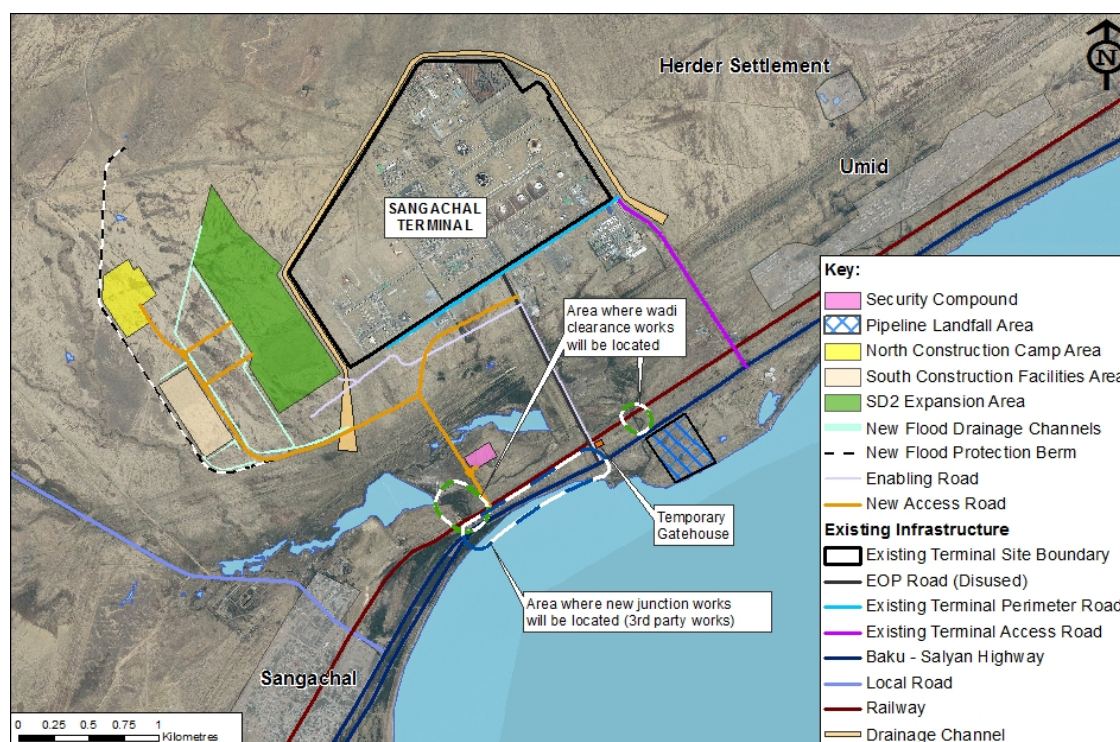 Herder Settlement
N
Umid
SANGACHAL
TERMINAL
Area where wadi
clearance works
will be located
Temporary
Gatehouse
Area where new junction works
will be located (3rd party works)
Sangachal
0 0.25 0.5 0.75 1
Kilometres
Key:
Security Compound
Pipeline Landfall Area
North Construction Camp Area
South Construction Facilities Area
SD2 Expansion Area
New Flood Drainage Channels
New Flood Protection Berm
Enabling Road
New Access Road
Existing Infrastructure
Existing Terminal Site Boundary
EOP Road (Disused)
Existing Terminal Perimeter Road
Existing Terminal Access Road
Baku - Salyan Highway
Local Road
Railway
Drainage Channel